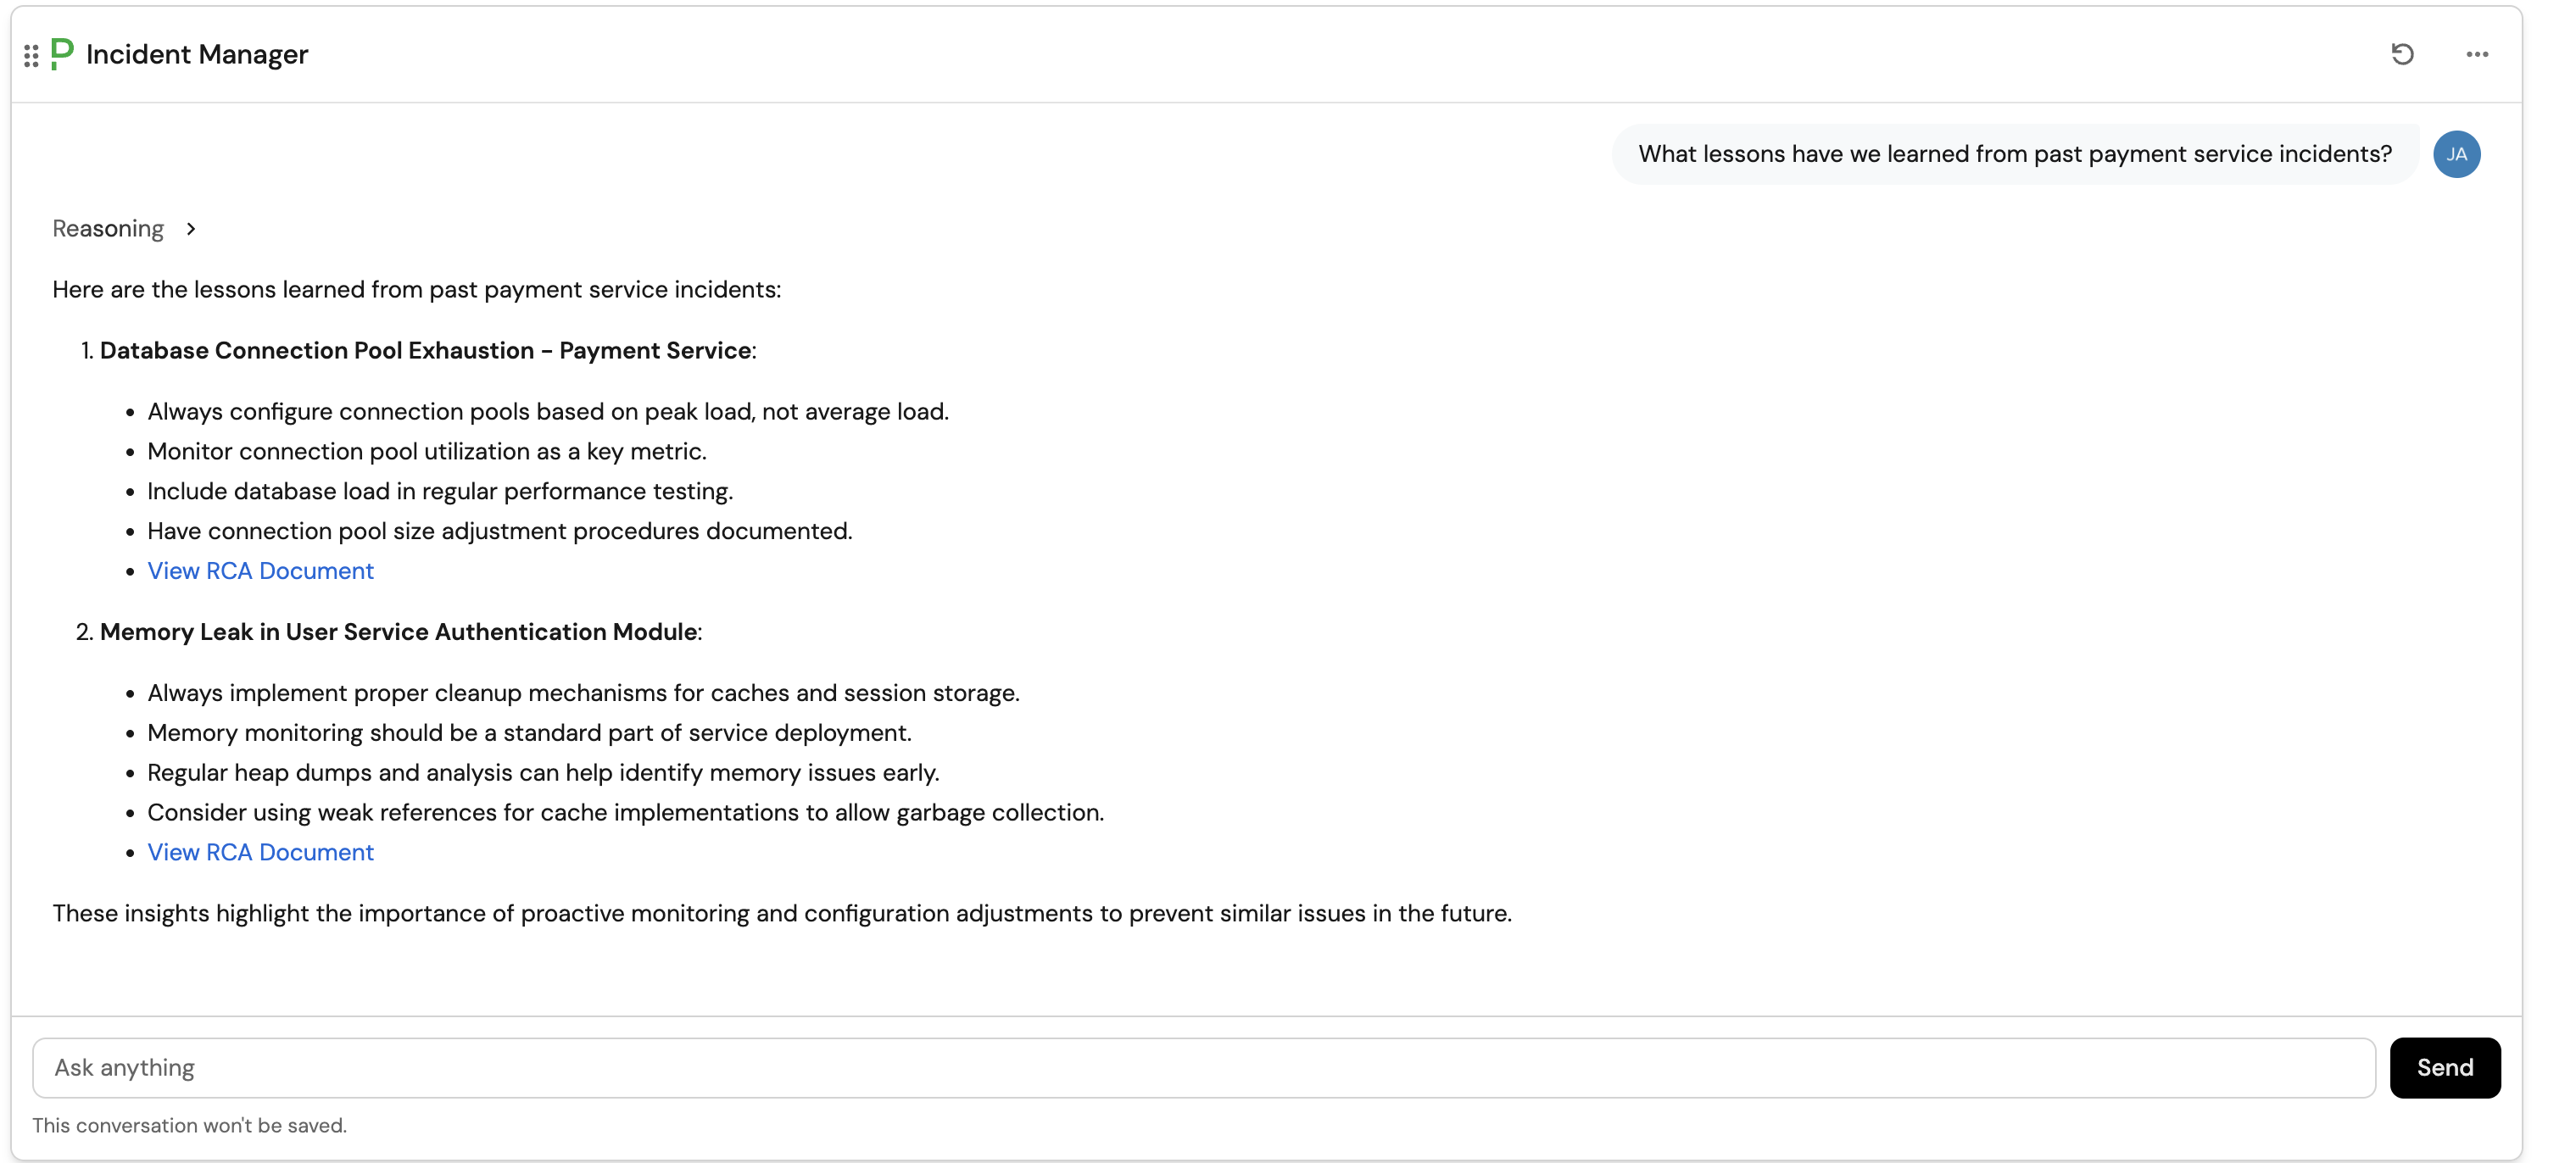 Incident Manager
What lessons have we learned from past payment service incidents?
JA
Reasoning
Here are the lessons learned from past payment service incidents:
1. Database Connection Pool Exhaustion – Payment Service:
• Always configure connection pools based on peak load, not average load.
• Monitor connection pool utilization as a key metric.
• Include database load in regular performance testing.
• Have connection pool size adjustment procedures documented.
• View RCA Document
2. Memory Leak in User Service Authentication Module:
• Always implement proper cleanup mechanisms for caches and session storage.
• Memory monitoring should be a standard part of service deployment.
• Regular heap dumps and analysis can help identify memory issues early.
• Consider using weak references for cache implementations to allow garbage collection.
• View RCA Document
These insights highlight the importance of proactive monitoring and configuration adjustments to prevent similar issues in the future.
Ask anything
Send
This conversation won't be saved.